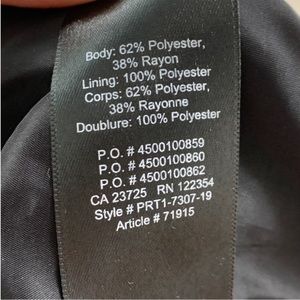 Body: 62% Polyester,
38% Rayon
Lining: 100% Polyester
Corps: 62% Polyester,
38% Rayonne
Doublure: 100% Polyester
P.O. # 4500100859
P.O. # 4500100860
P.O. # 4500100862
CA 23725 RN 122354
Style # PRT1-7307-19
Article # 71915